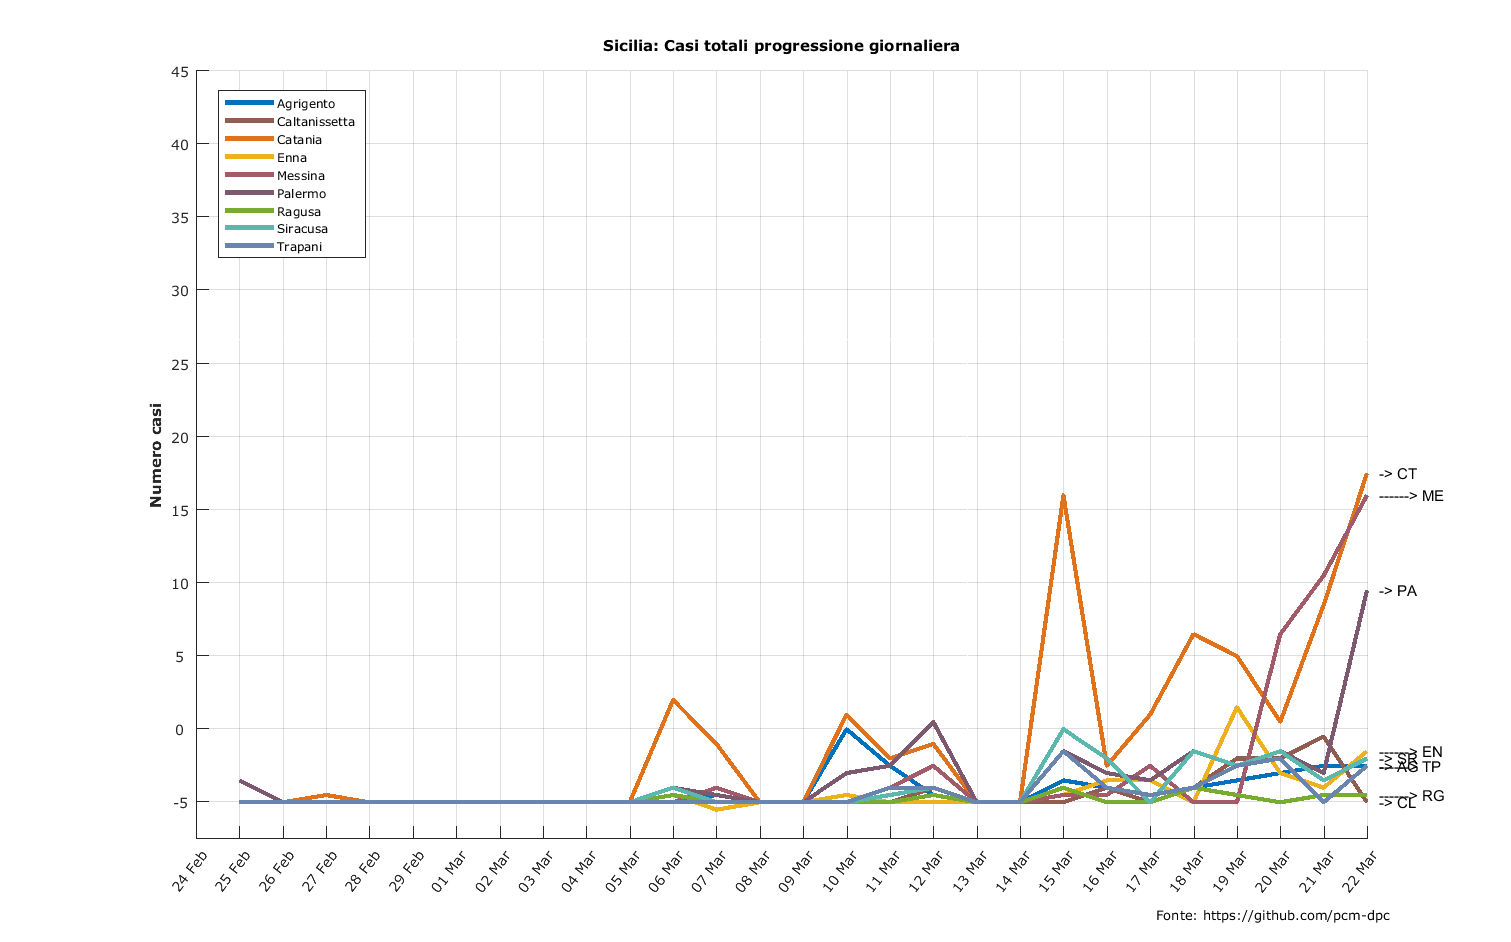 Sicilia: Casi totali progressione giornaliera
Numero casi
45
40
35
30
25
20
15
10
5
0
-5
Agrigento
Caltanissetta
Catania
Enna
Messina
Palermo
Ragusa
Siracusa
Trapani
-> CT
------> ME
-> PA
------> EN
-> SR
-> AG
TP
------> RG
-> CL
24 Feb
25 Feb
26 Feb
27 Feb
28 Feb
29 Feb
01 Mar
02 Mar
03 Mar
04 Mar
05 Mar
06 Mar
07 Mar
08 Mar
09 Mar
10 Mar
11 Mar
12 Mar
13 Mar
14 Mar
15 Mar
16 Mar
17 Mar
18 Mar
19 Mar
20 Mar
21 Mar
22 Mar
Fonte: https://github.com/pcm-dpc